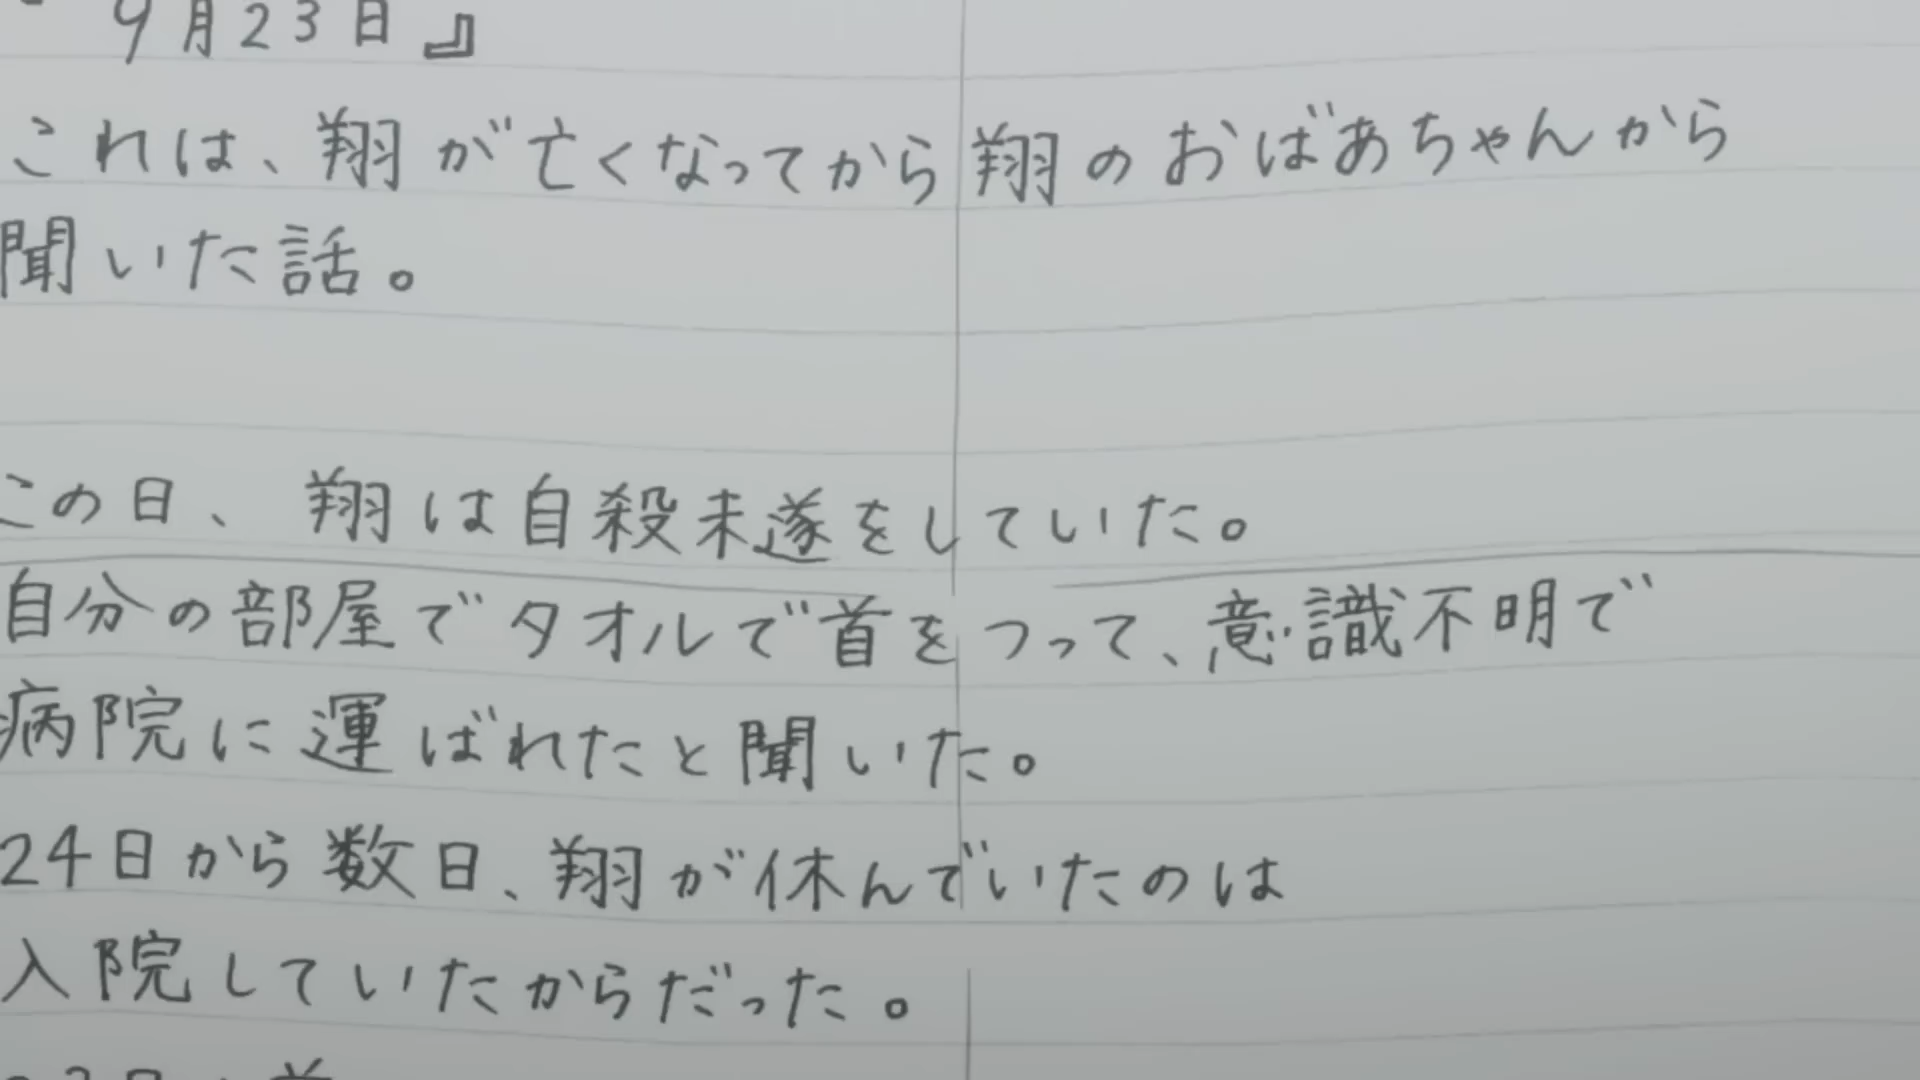 9月23日』
これは、翔が亡くなってから翔のおばあちゃんから
聞いた話。
この日、翔は自殺未遂をしていた。
自分の部屋でタオルで首をつって、意識不明で
病院に運ばれたと聞いた。
24日から数日、翔が休んでいたのは
入院していたからだった。